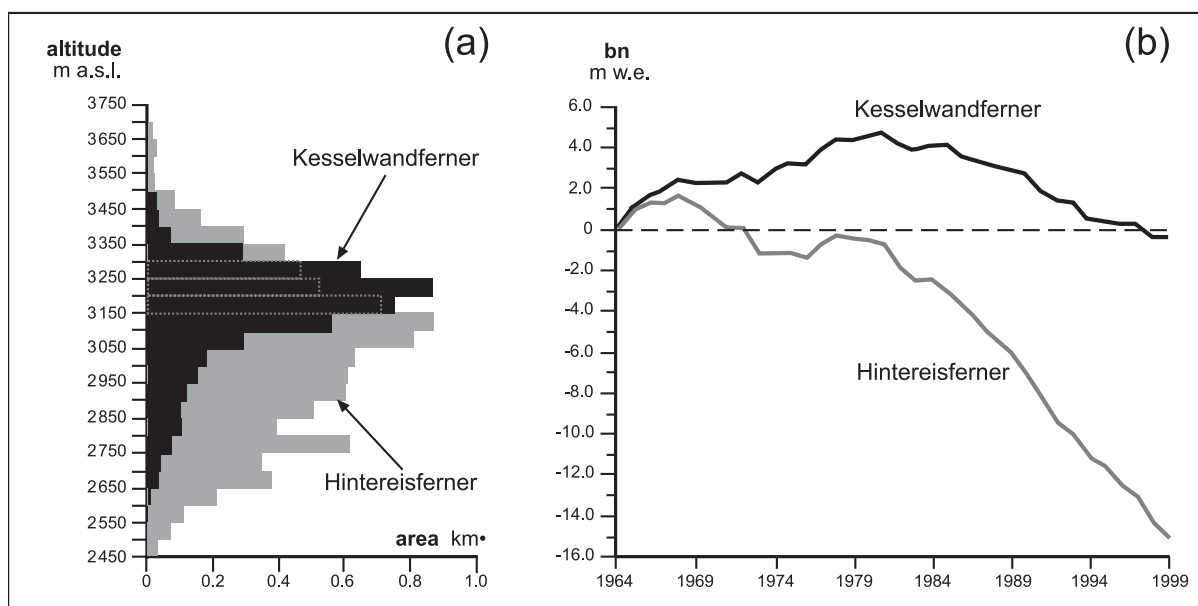 (a)
altitude
m a.s.l.
3750
3650
3550
3450
3350
3250
3150
3050
2950
2850
2750
2650
2550
2450
Kesselwandferner
Hintereisferner
area km•
0 0.2 0.4 0.6 0.8 1.0
(b)
bn
m w.e.
6.0
4.0
2.0
0
-2.0
-4.0
-6.0
-8.0
-10.0
-12.0
-14.0
-16.0
Kesselwandferner
Hintereisferner
1964 1969 1974 1979 1984 1989 1994 1999